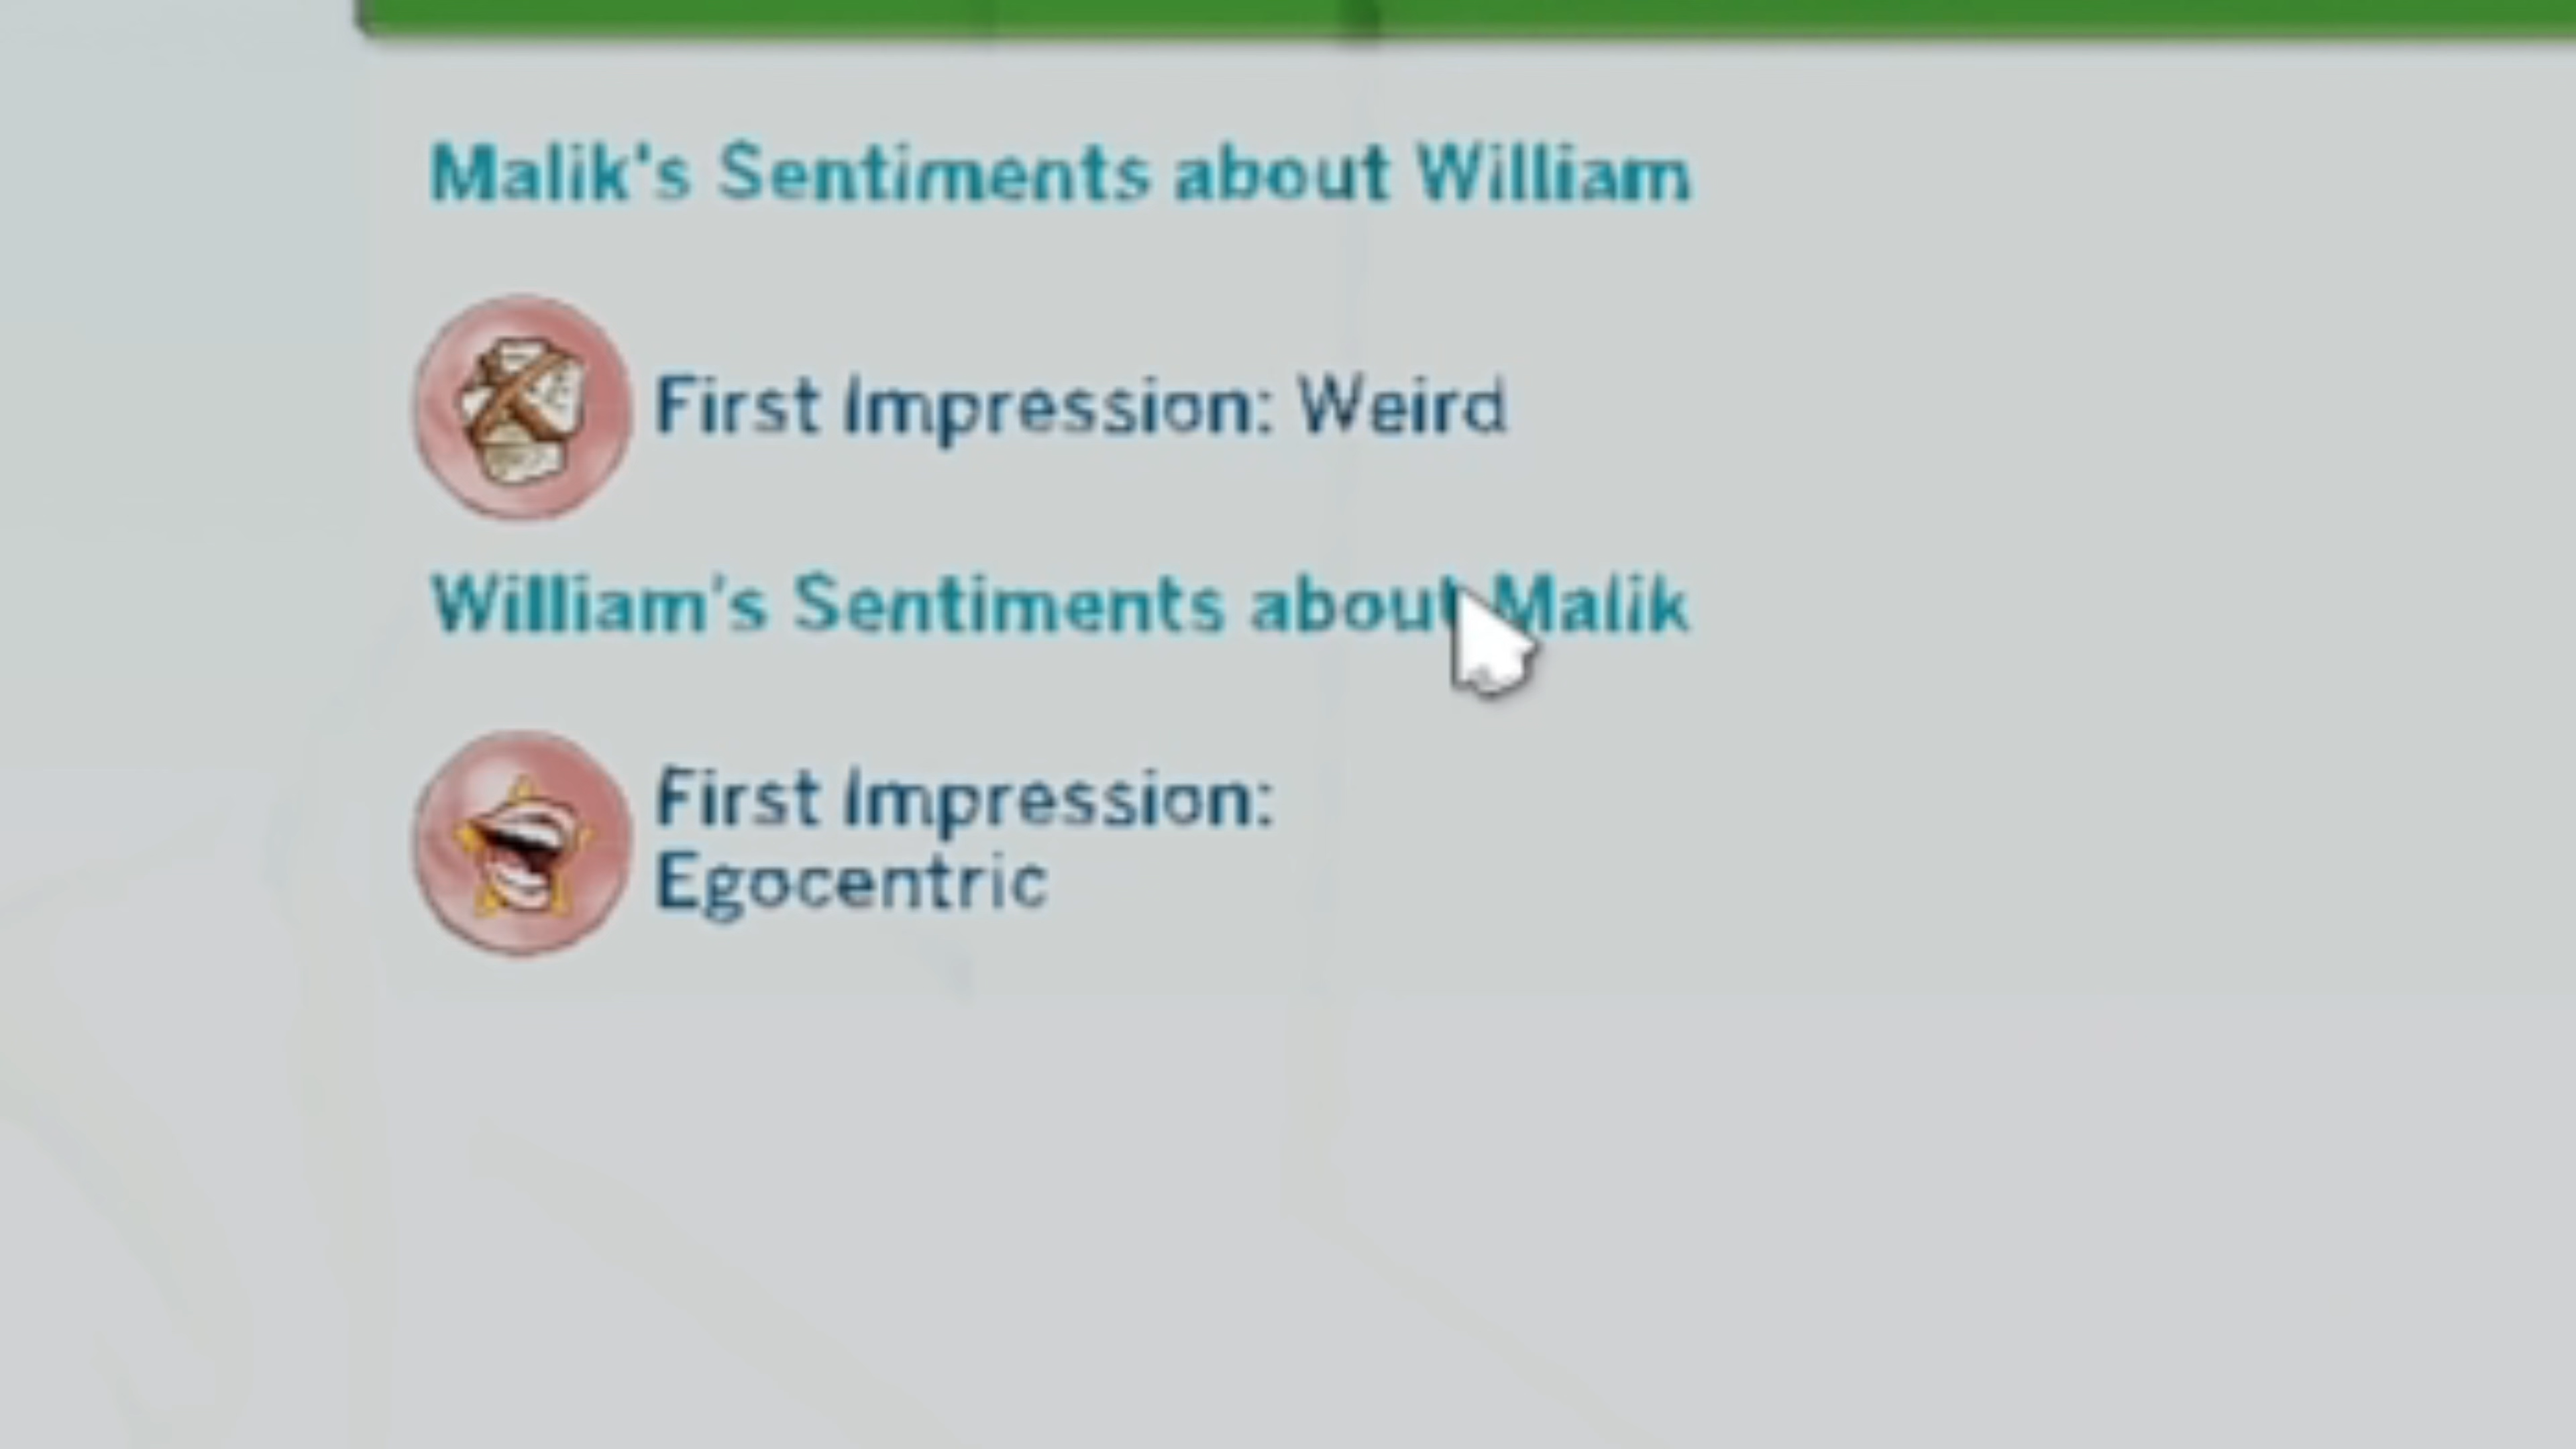 Malik's Sentiments about William
First Impression: Weird
William's Sentiments about Malik
First Impression:
Egocentric